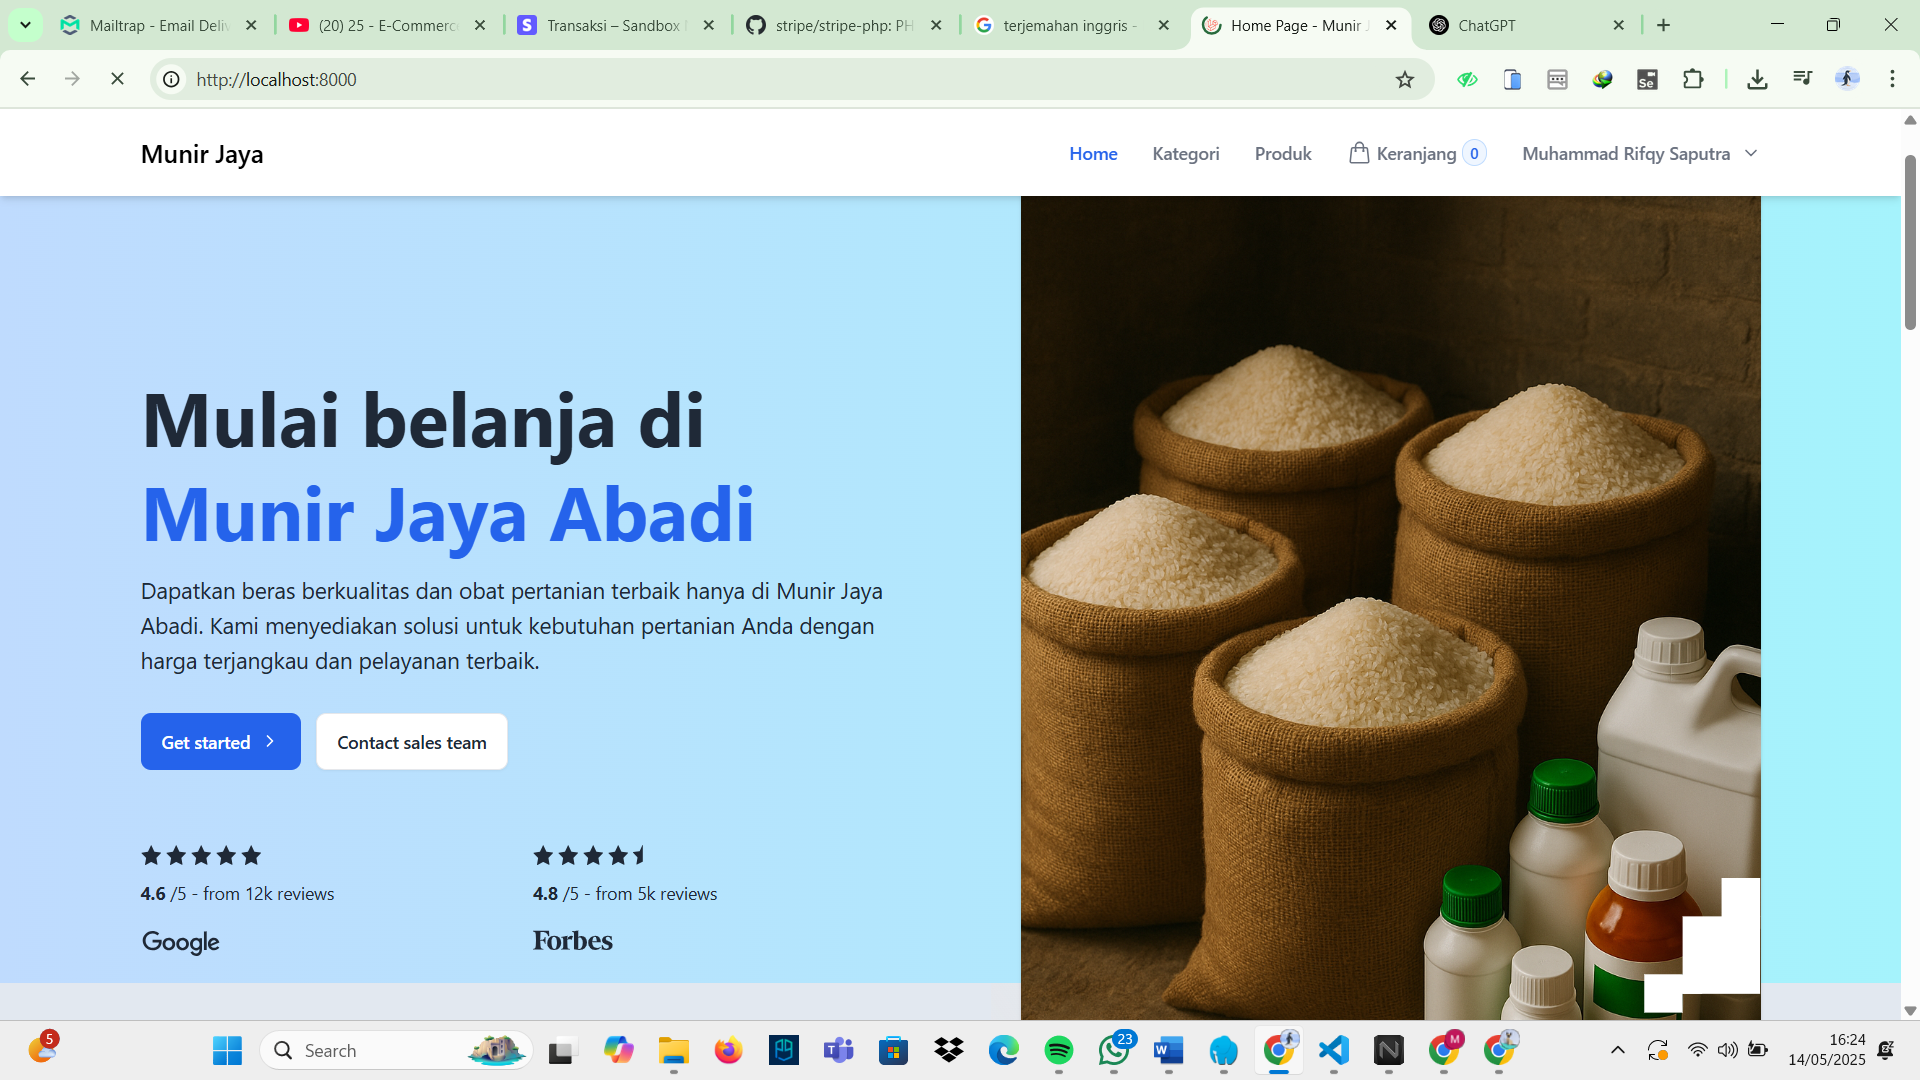 Mailtrap - Email Deliv
(20) 25 - E-Commerce
Transaksi – Sandbox
stripe/stripe-php: PH
terjemahan inggris -
Home Page - Munir J
ChatGPT
http://localhost:8000
Se
Munir Jaya
Home
Kategori
Produk
Keranjang 0
Muhammad Rifqy Saputra
Mulai belanja di
Munir Jaya Abadi
Dapatkan beras berkualitas dan obat pertanian terbaik hanya di Munir Jaya
Abadi. Kami menyediakan solusi untuk kebutuhan pertanian Anda dengan
harga terjangkau dan pelayanan terbaik.
Get started
Contact sales team
4.6 /5 - from 12k reviews
4.8 /5 - from 5k reviews
Google
Forbes
5
Search
23
M
16:24
14/05/2025